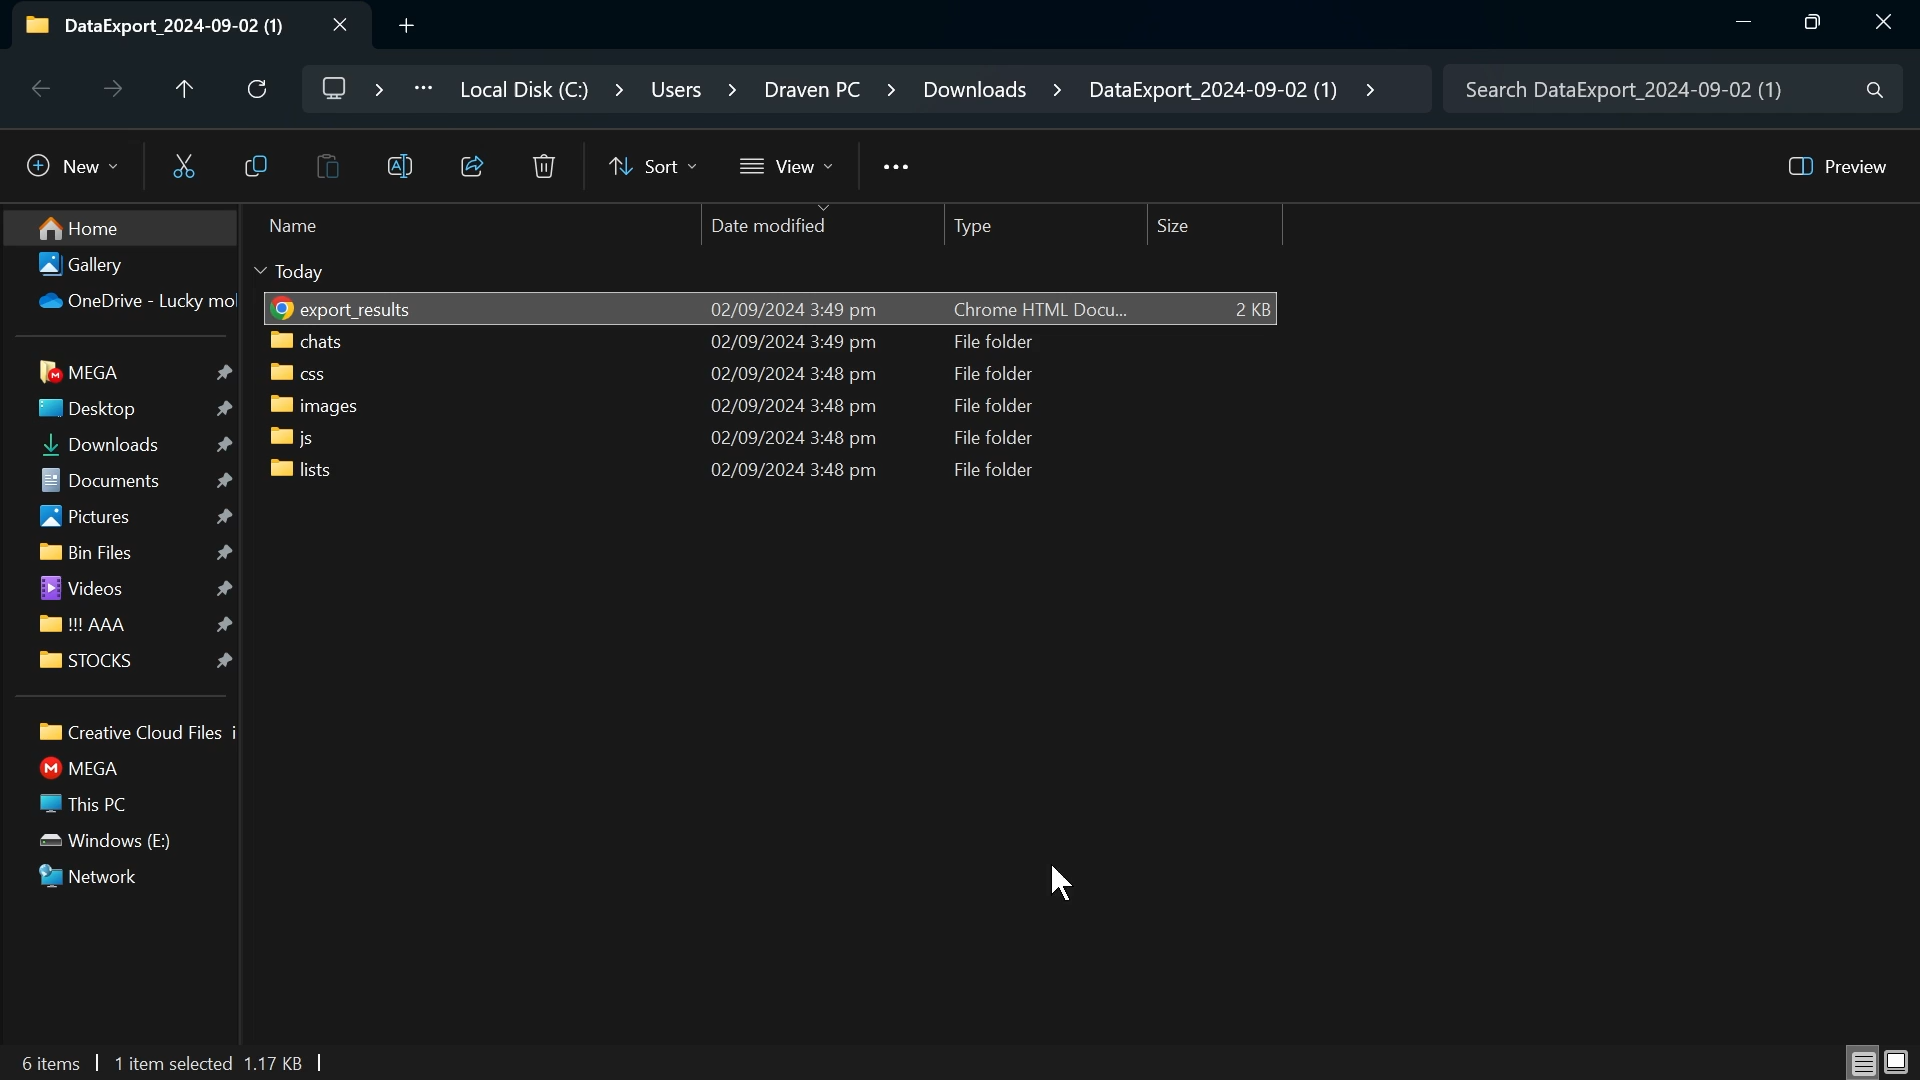 DataExport_2024-09-02 (1)
Local Disk (C:) > Users > Draven PC > Downloads > DataExport_2024-09-02 (1) >
Search DataExport_2024-09-02 (1)
New
Sort
View
Preview
Name Date modified Type Size
Home
Gallery
OneDrive - Lucky mo
MEGA
Desktop
Downloads
Documents
Pictures
Bin Files
Videos
!!! AAA
STOCKS
Creative Cloud Files i
MEGA
This PC
Windows (E:)
Network
Today
export_results 02/09/2024 3:49 pm Chrome HTML Docu... 2 KB
chats 02/09/2024 3:49 pm File folder
css 02/09/2024 3:48 pm File folder
images 02/09/2024 3:48 pm File folder
js 02/09/2024 3:48 pm File folder
lists 02/09/2024 3:48 pm File folder
6 items 1 item selected 1.17 KB